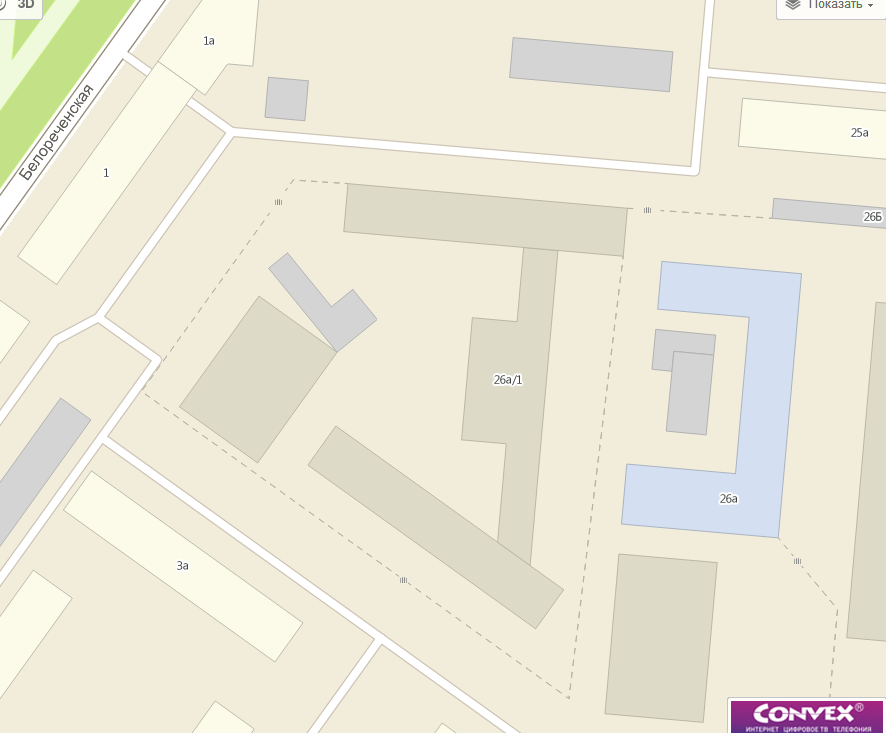 3D
Показать
1а
25а
Белореченская
1
26Б
26а/1
26а
3а
CONVEX®
ИНТЕРНЕТ ЦИФРОВОЕ ТВ ТЕЛЕФОНИЯ